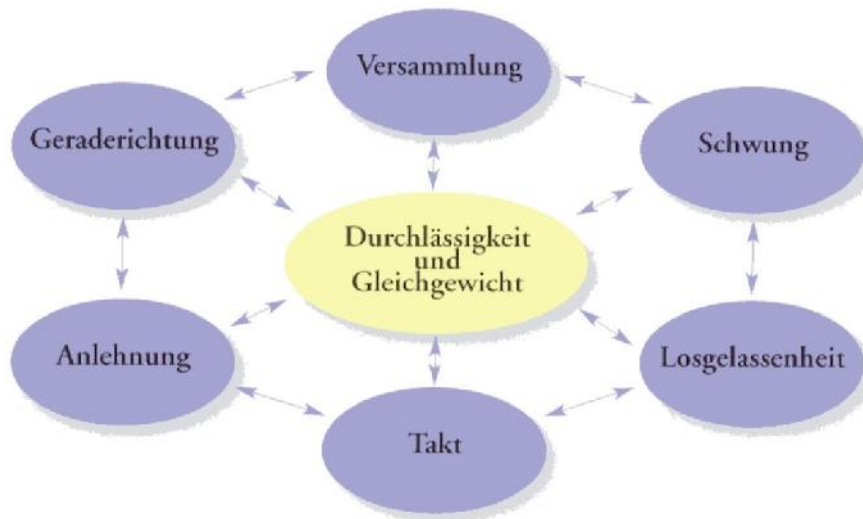 Versammlung
Geraderichtung
Schwung
Durchlässigkeit
und
Gleichgewicht
Anlehnung
Losgelassenheit
Takt